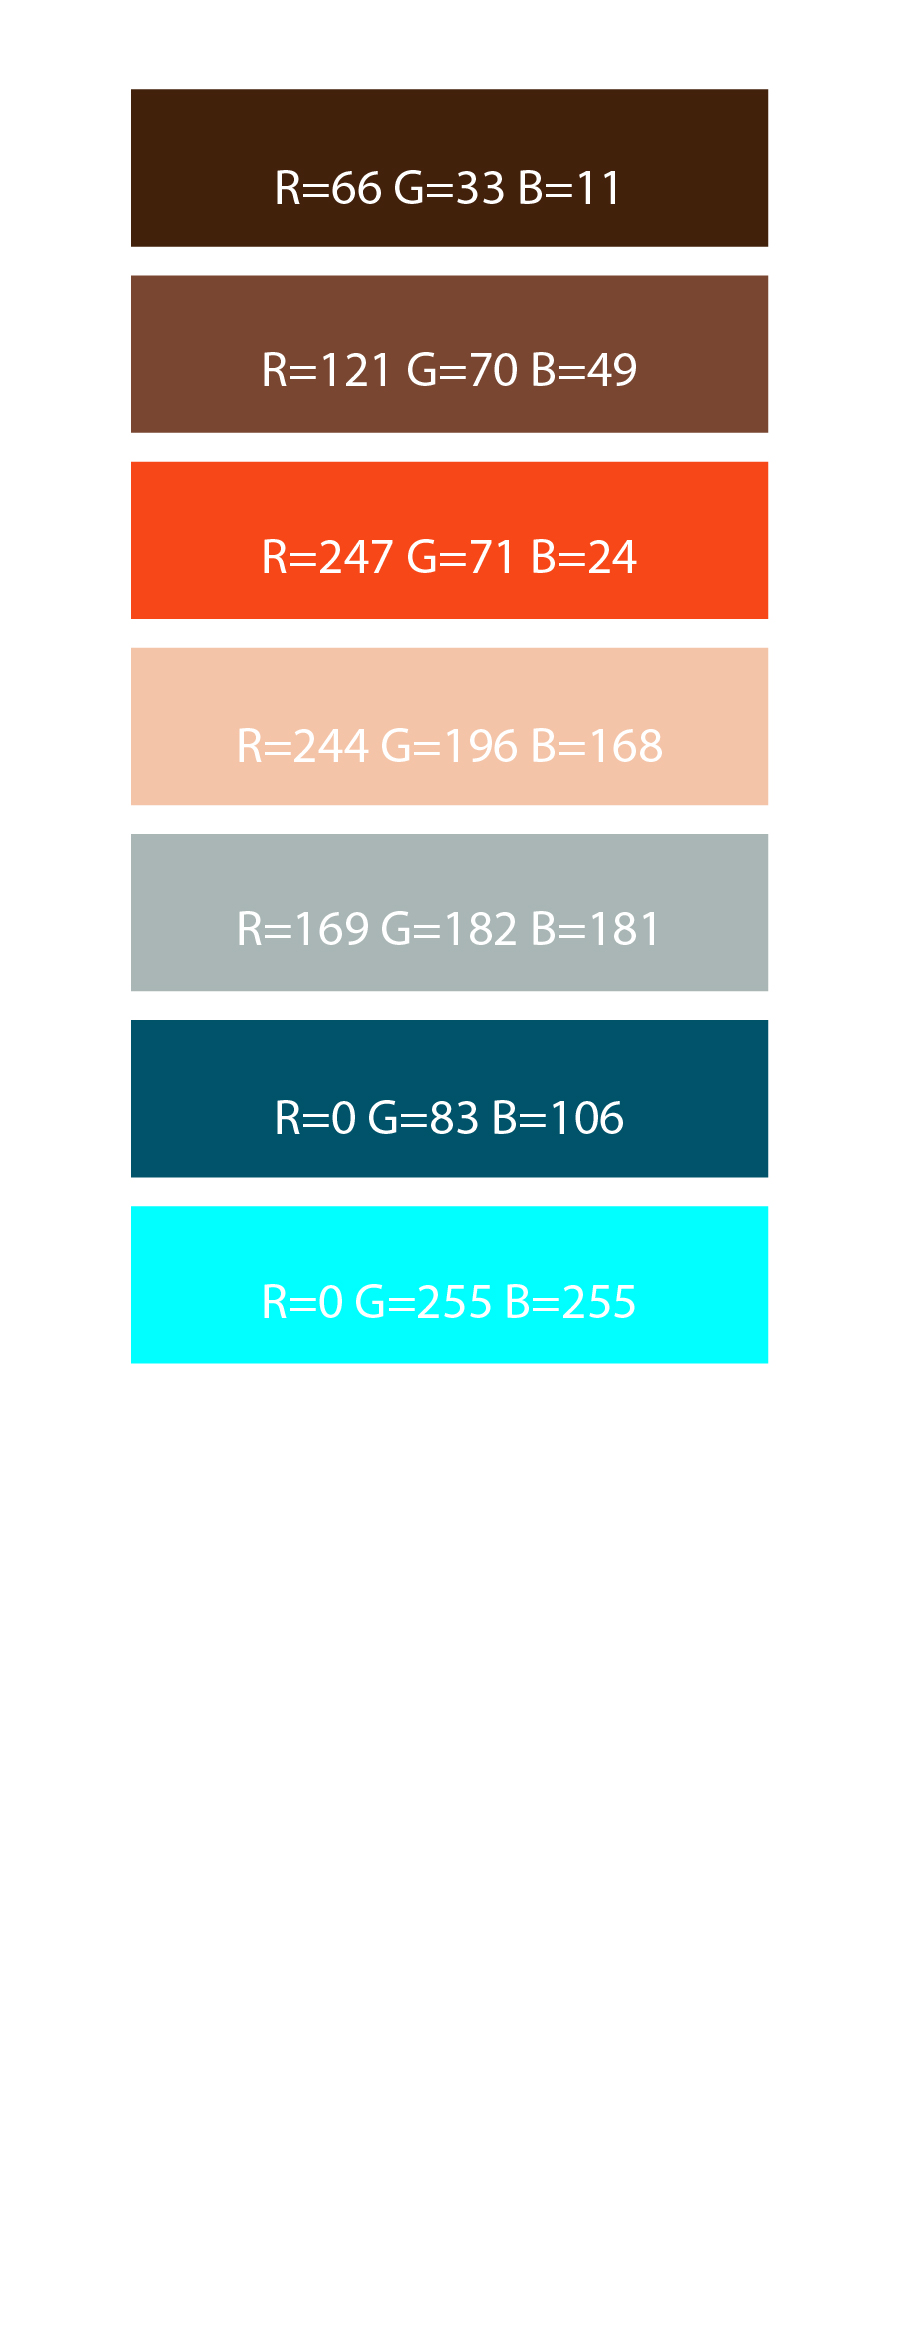 R=66 G=33 B=11
R=121 G=70 B=49
R=247 G=71 B=24
R=244 G=196 B=168
R=169 G=182 B=181
R=0 G=83 B=106
R=0 G=255 B=255